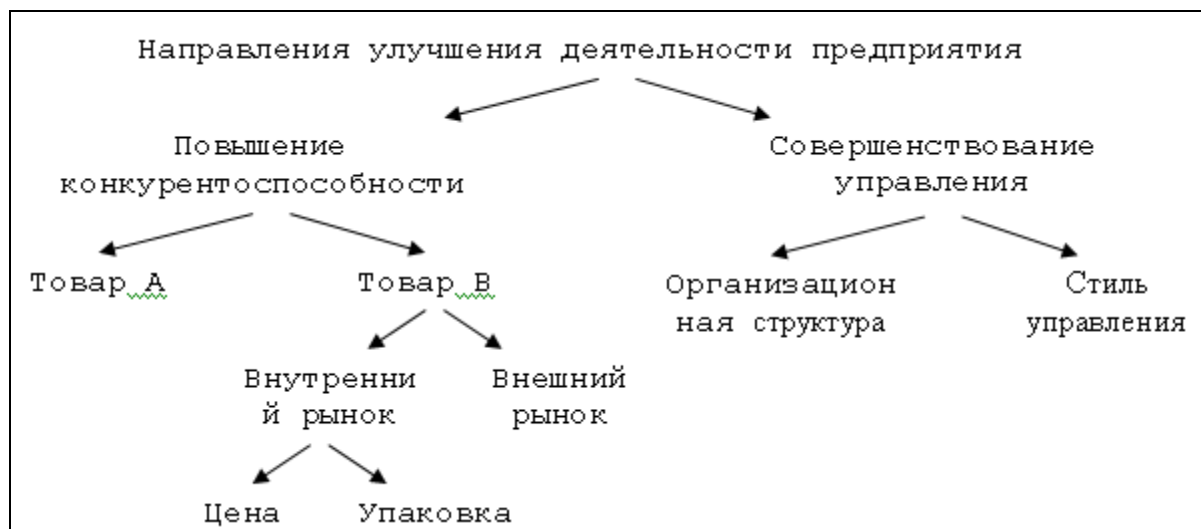 Направления улучшения деятельности предприятия
Повышение
конкурентоспособности
Совершенствование
управления
Товар А
Товар В
Организацион
ная структура
Стиль
управления
Внутренни
й рынок
Внешний
рынок
Цена
Упаковка